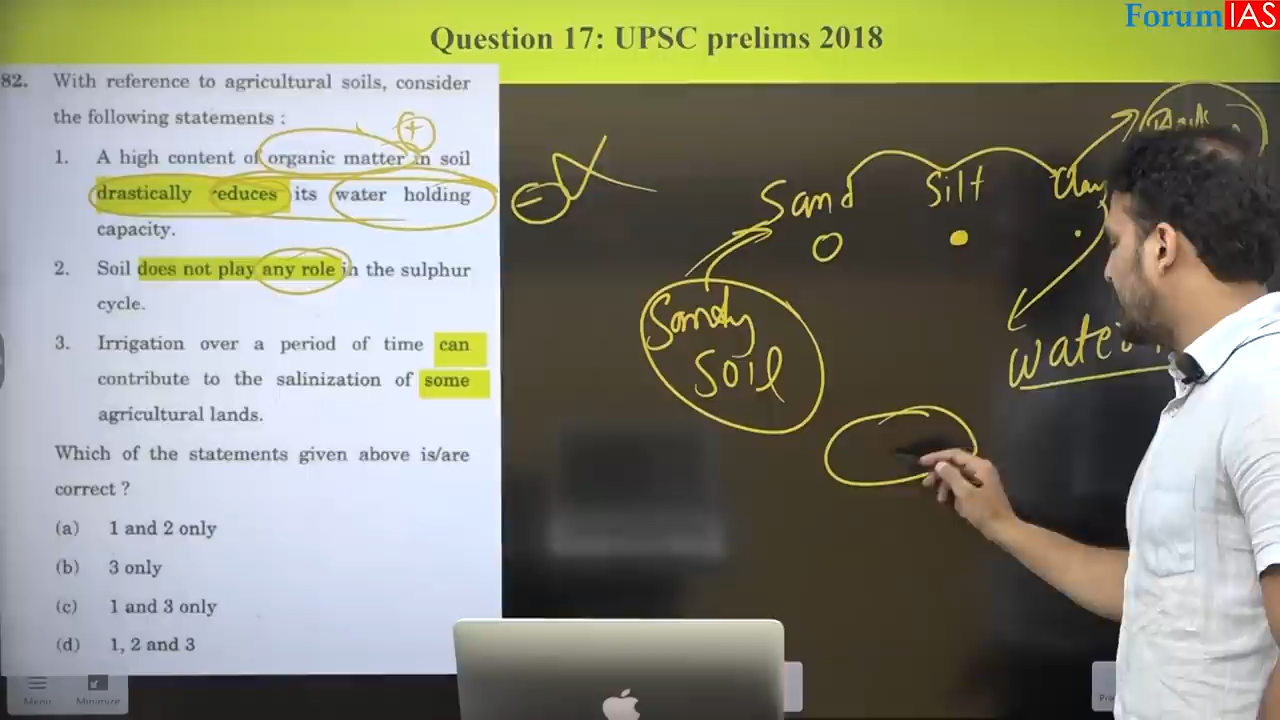 ForumIAS
Question 17: UPSC prelims 2018
82. With reference to agricultural soils, consider
the following statements :
1. A high content of organic matter in soil
drastically reduces its water holding
capacity.
2. Soil does not play any role in the sulphur
cycle.
3. Irrigation over a period of time can
contribute to the salinization of some
agricultural lands.
Which of the statements given above is/are
correct ?
(a) 1 and 2 only
(b) 3 only
(c) 1 and 3 only
(d) 1, 2 and 3
+
Sand Silt Clay
Sandy
Soil
Menu Minimize